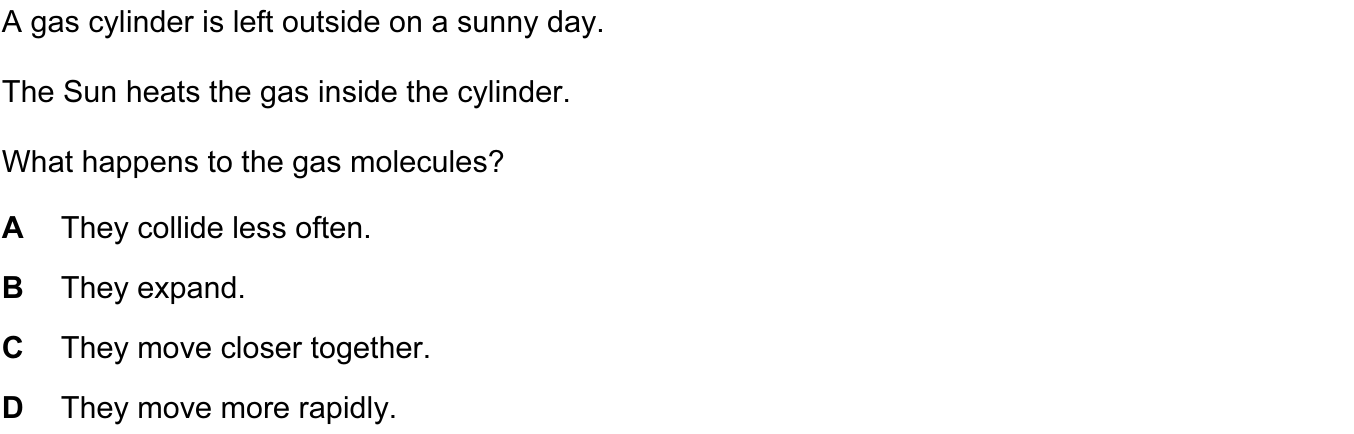 A gas cylinder is left outside on a sunny day.
The Sun heats the gas inside the cylinder.
What happens to the gas molecules?
A They collide less often.
B They expand.
C They move closer together.
D They move more rapidly.